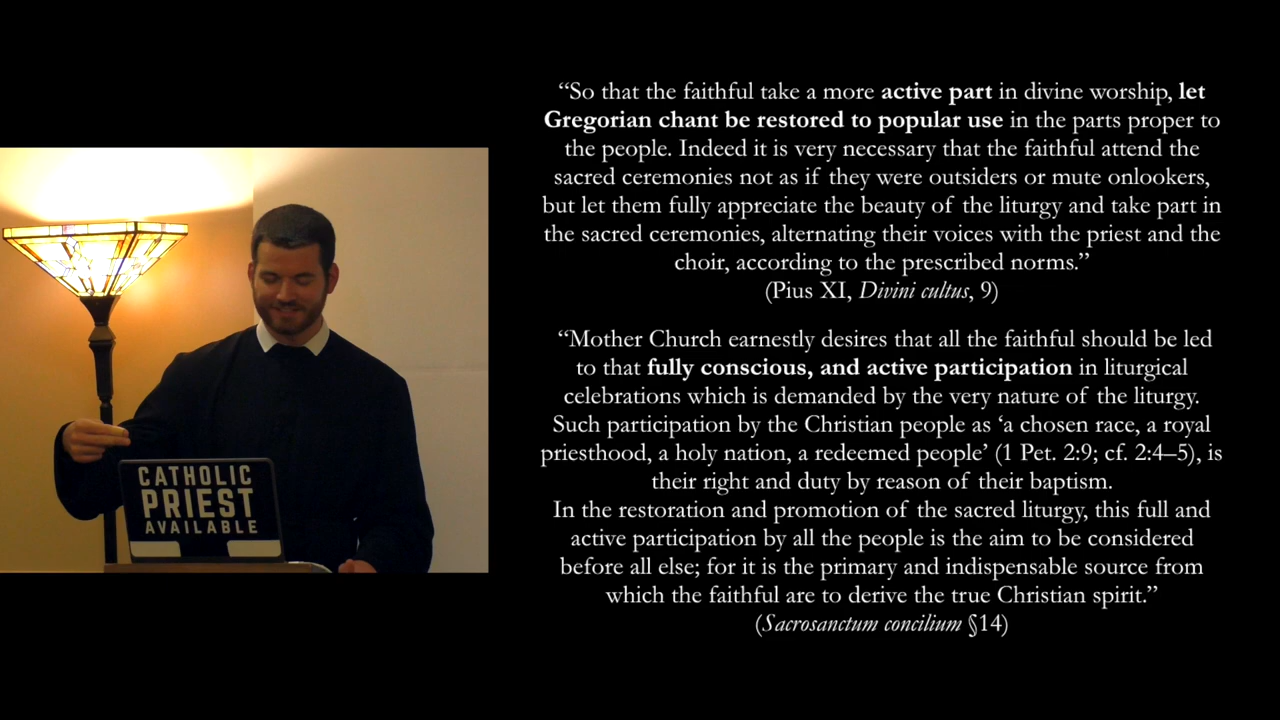 CATHOLIC
PRIEST
AVAILABLE
“So that the faithful take a more active part in divine worship, let
Gregorian chant be restored to popular use in the parts proper to
the people. Indeed it is very necessary that the faithful attend the
sacred ceremonies not as if they were outsiders or mute onlookers,
but let them fully appreciate the beauty of the liturgy and take part in
the sacred ceremonies, alternating their voices with the priest and the
choir, according to the prescribed norms.”
(Pius XI, Divini cultus, 9)
“Mother Church earnestly desires that all the faithful should be led
to that fully conscious, and active participation in liturgical
celebrations which is demanded by the very nature of the liturgy.
Such participation by the Christian people as ‘a chosen race, a royal
priesthood, a holy nation, a redeemed people’ (1 Pet. 2:9; cf. 2:4–5), is
their right and duty by reason of their baptism.
In the restoration and promotion of the sacred liturgy, this full and
active participation by all the people is the aim to be considered
before all else; for it is the primary and indispensable source from
which the faithful are to derive the true Christian spirit.”
(Sacrosanctum concilium §14)